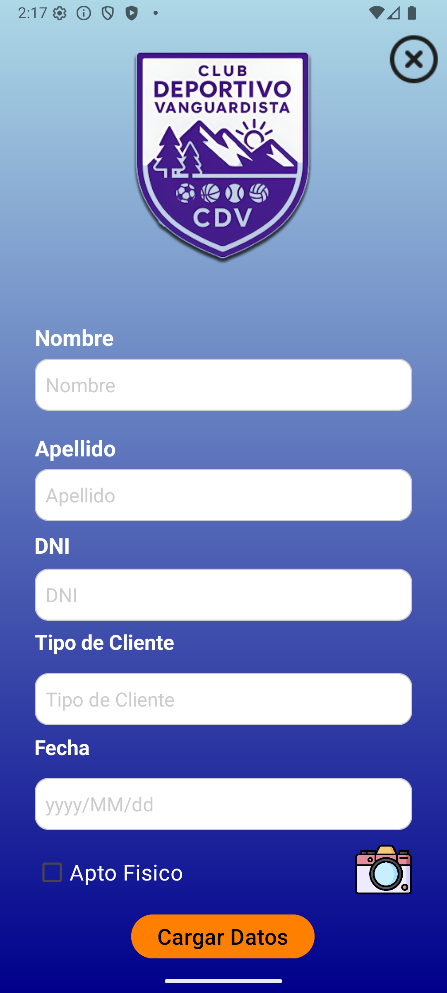 2:17
CLUB
DEPORTIVO
VANGUARDISTA
CDV
Nombre
Nombre
Apellido
Apellido
DNI
DNI
Tipo de Cliente
Tipo de Cliente
Fecha
yyyy/MM/dd
Apto Fisico
Cargar Datos